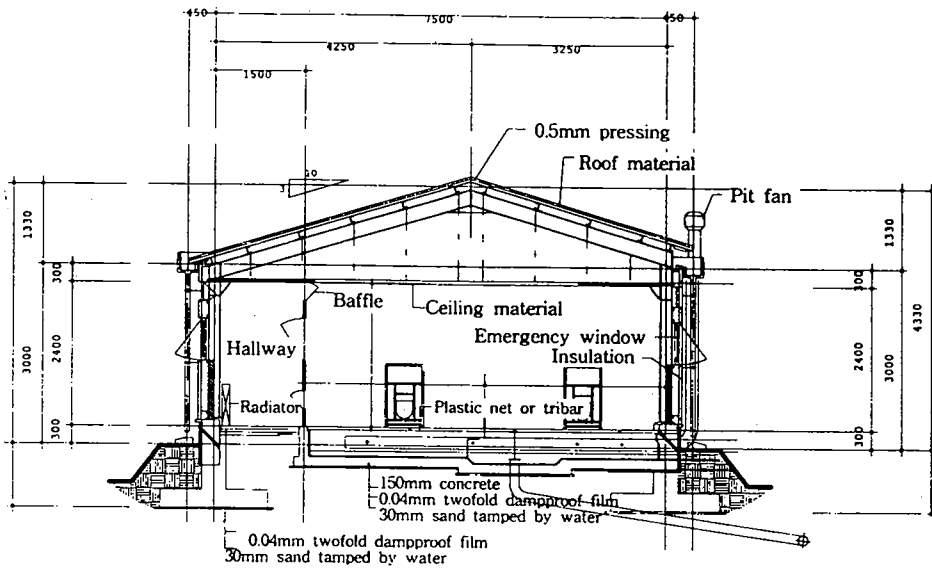 450
7500
450
4250
3250
1500
0.5mm pressing
Roof material
10
3
Pit fan
1330
1330
300
300
Baffle
Ceiling material
4330
Emergency window
Hallway
Insulation
3000
2400
2400
3000
Radiator
Plastic net or tribar
300
300
150mm concrete
0.04mm twofold dampproof film
30mm sand tamped by water
0.04mm twofold dampproof film
30mm sand tamped by water